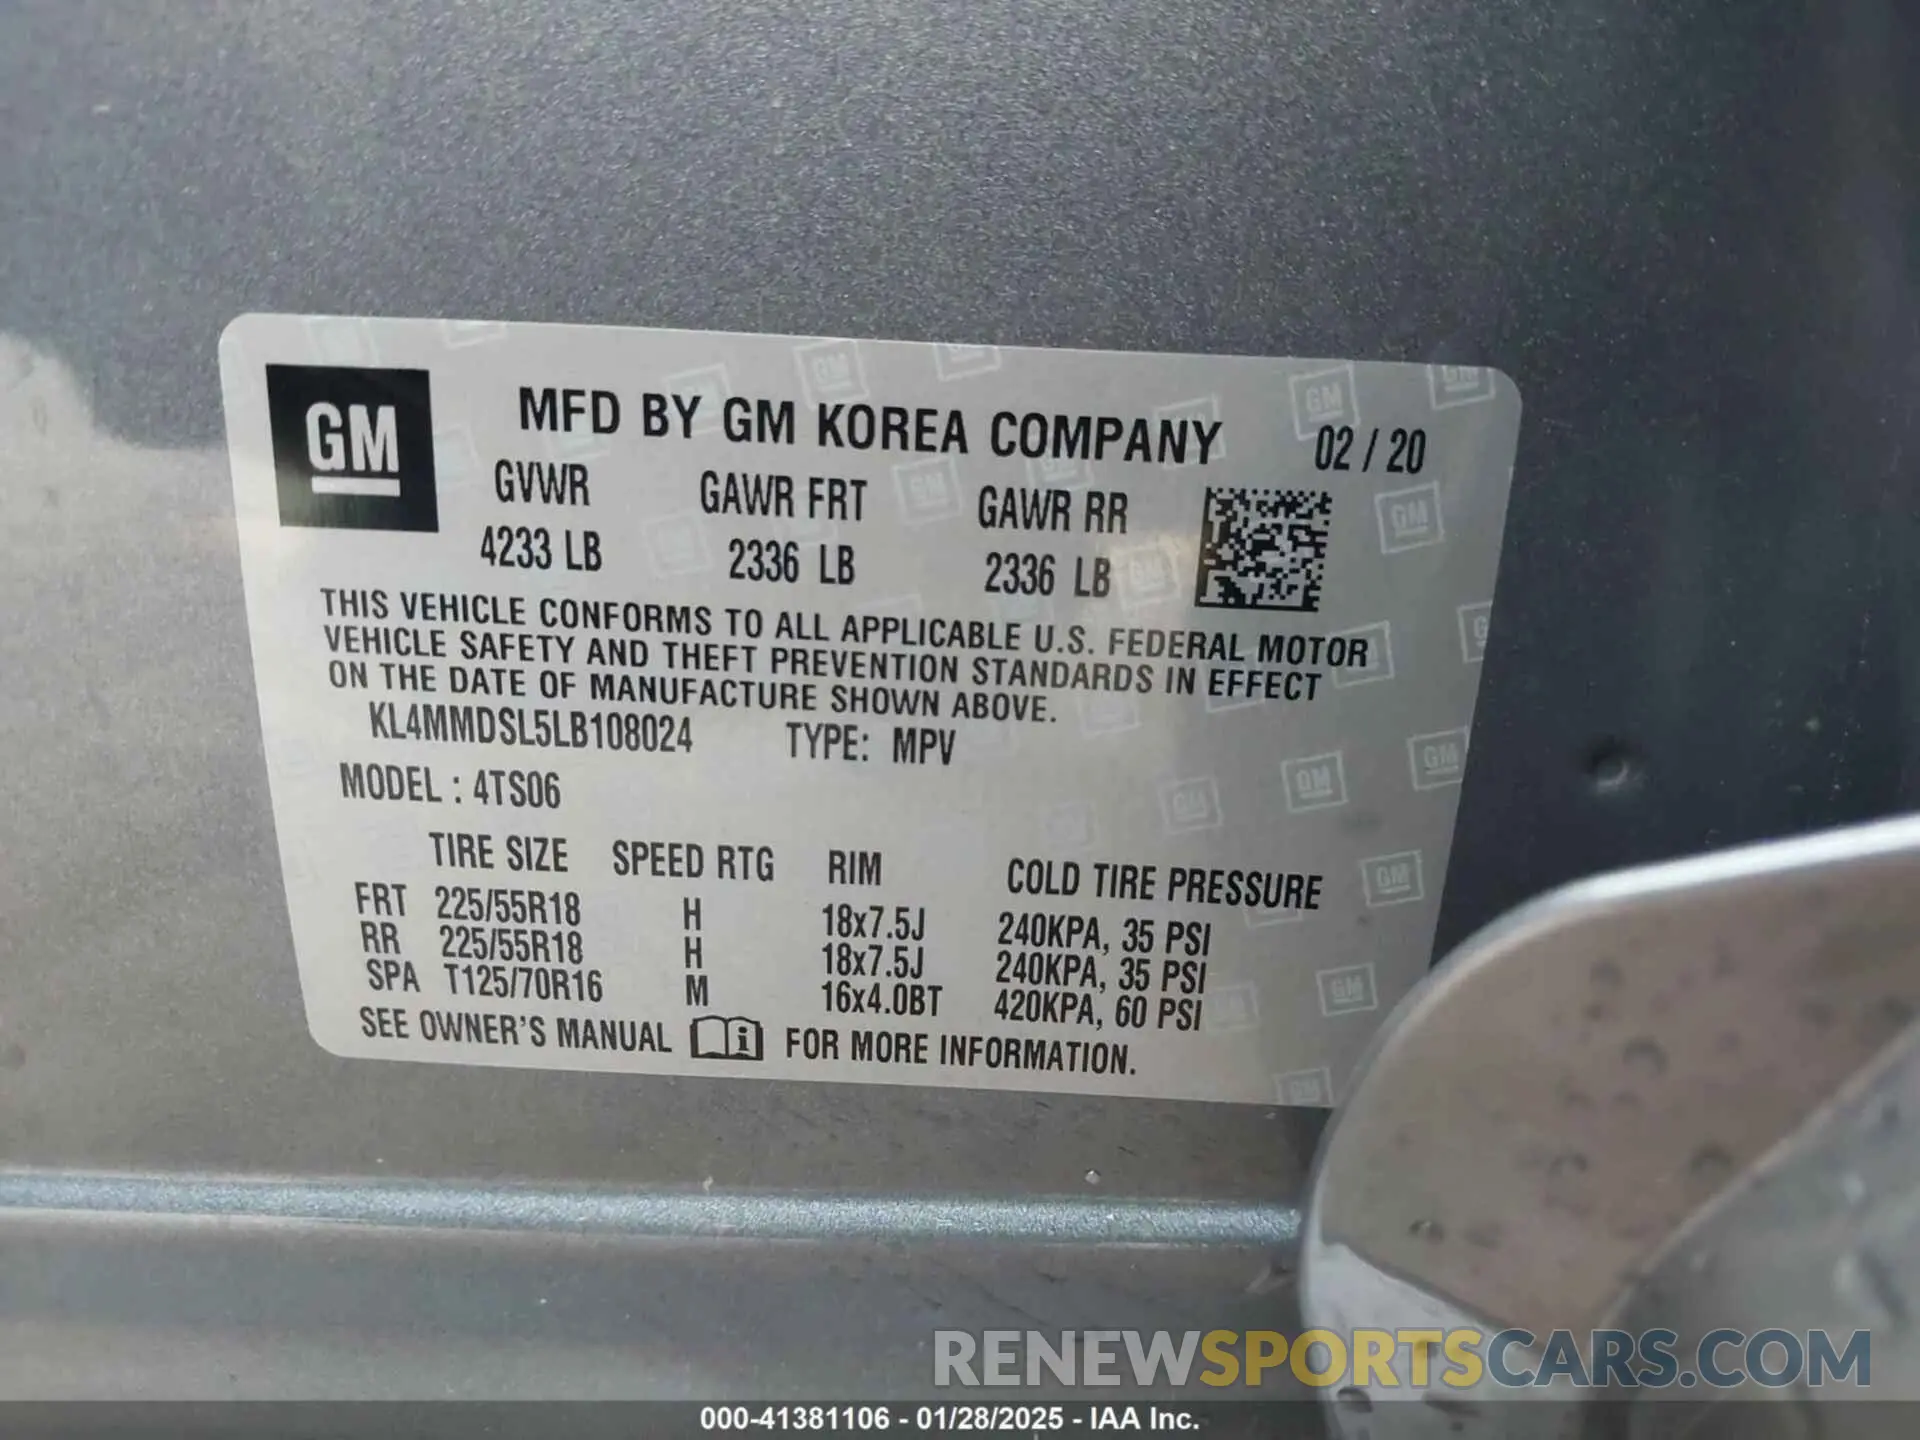 GM
MFD BY GM KOREA COMPANY 02 / 20
GVWR GAWR FRT GAWR RR
4233 LB 2336 LB 2336 LB
THIS VEHICLE CONFORMS TO ALL APPLICABLE U.S. FEDERAL MOTOR
VEHICLE SAFETY AND THEFT PREVENTION STANDARDS IN EFFECT
ON THE DATE OF MANUFACTURE SHOWN ABOVE.
KL4MMDSL5LB108024 TYPE: MPV
MODEL : 4TS06
TIRE SIZE SPEED RTG RIM COLD TIRE PRESSURE
FRT 225/55R18 H 18x7.5J 240KPA, 35 PSI
RR 225/55R18 H 18x7.5J 240KPA, 35 PSI
SPA T125/70R16 M 16x4.0BT 420KPA, 60 PSI
SEE OWNER'S MANUAL i FOR MORE INFORMATION.
RENEWSPORTSCARS.COM
000-41381106 - 01/28/2025 - IAA Inc.